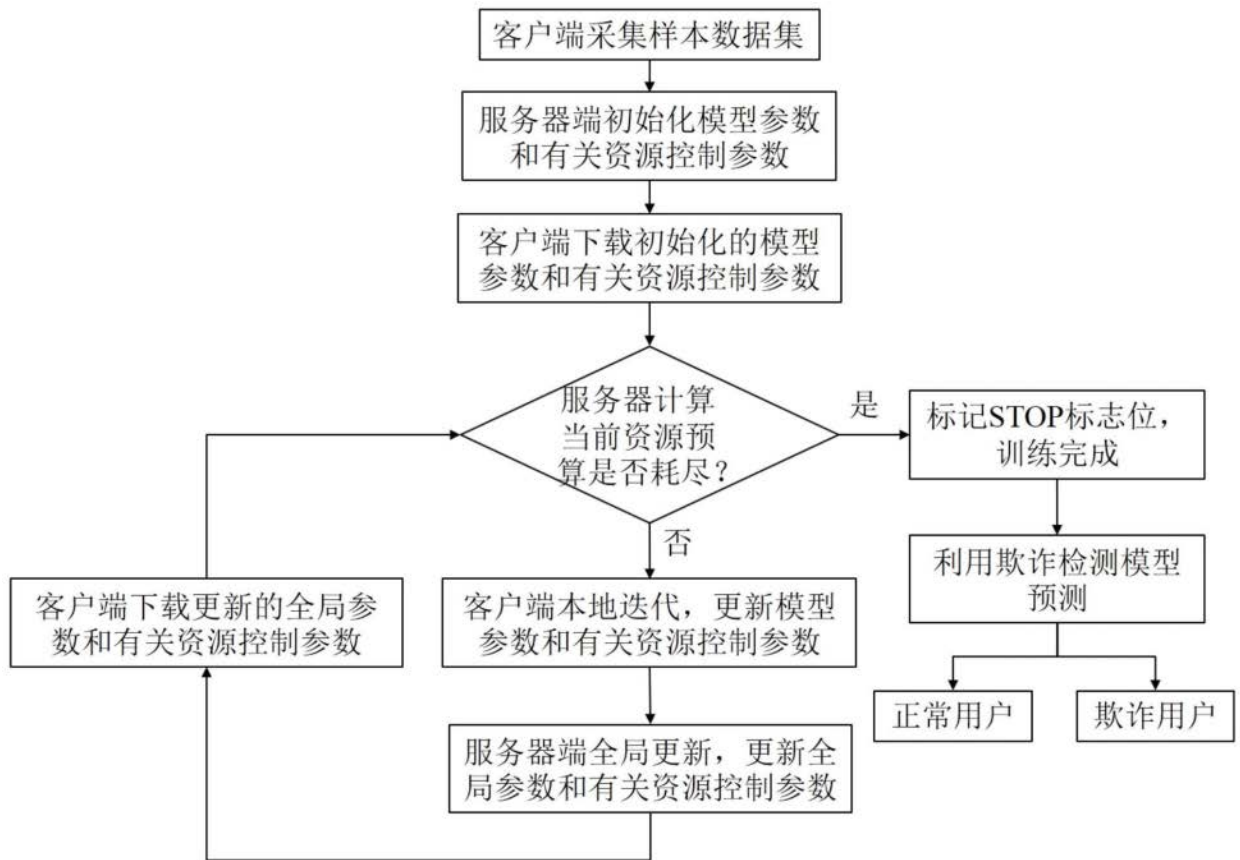 客户端采集样本数据集
服务器端初始化模型参数
和有关资源控制参数
客户端下载初始化的模型
参数和有关资源控制参数
服务器计算
当前资源预
算是否耗尽？
是
标记STOP标志位，
训练完成
否
利用欺诈检测模型
预测
客户端下载更新的全局参
数和有关资源控制参数
客户端本地迭代，更新模型
参数和有关资源控制参数
正常用户
欺诈用户
服务器端全局更新，更新全
局参数和有关资源控制参数